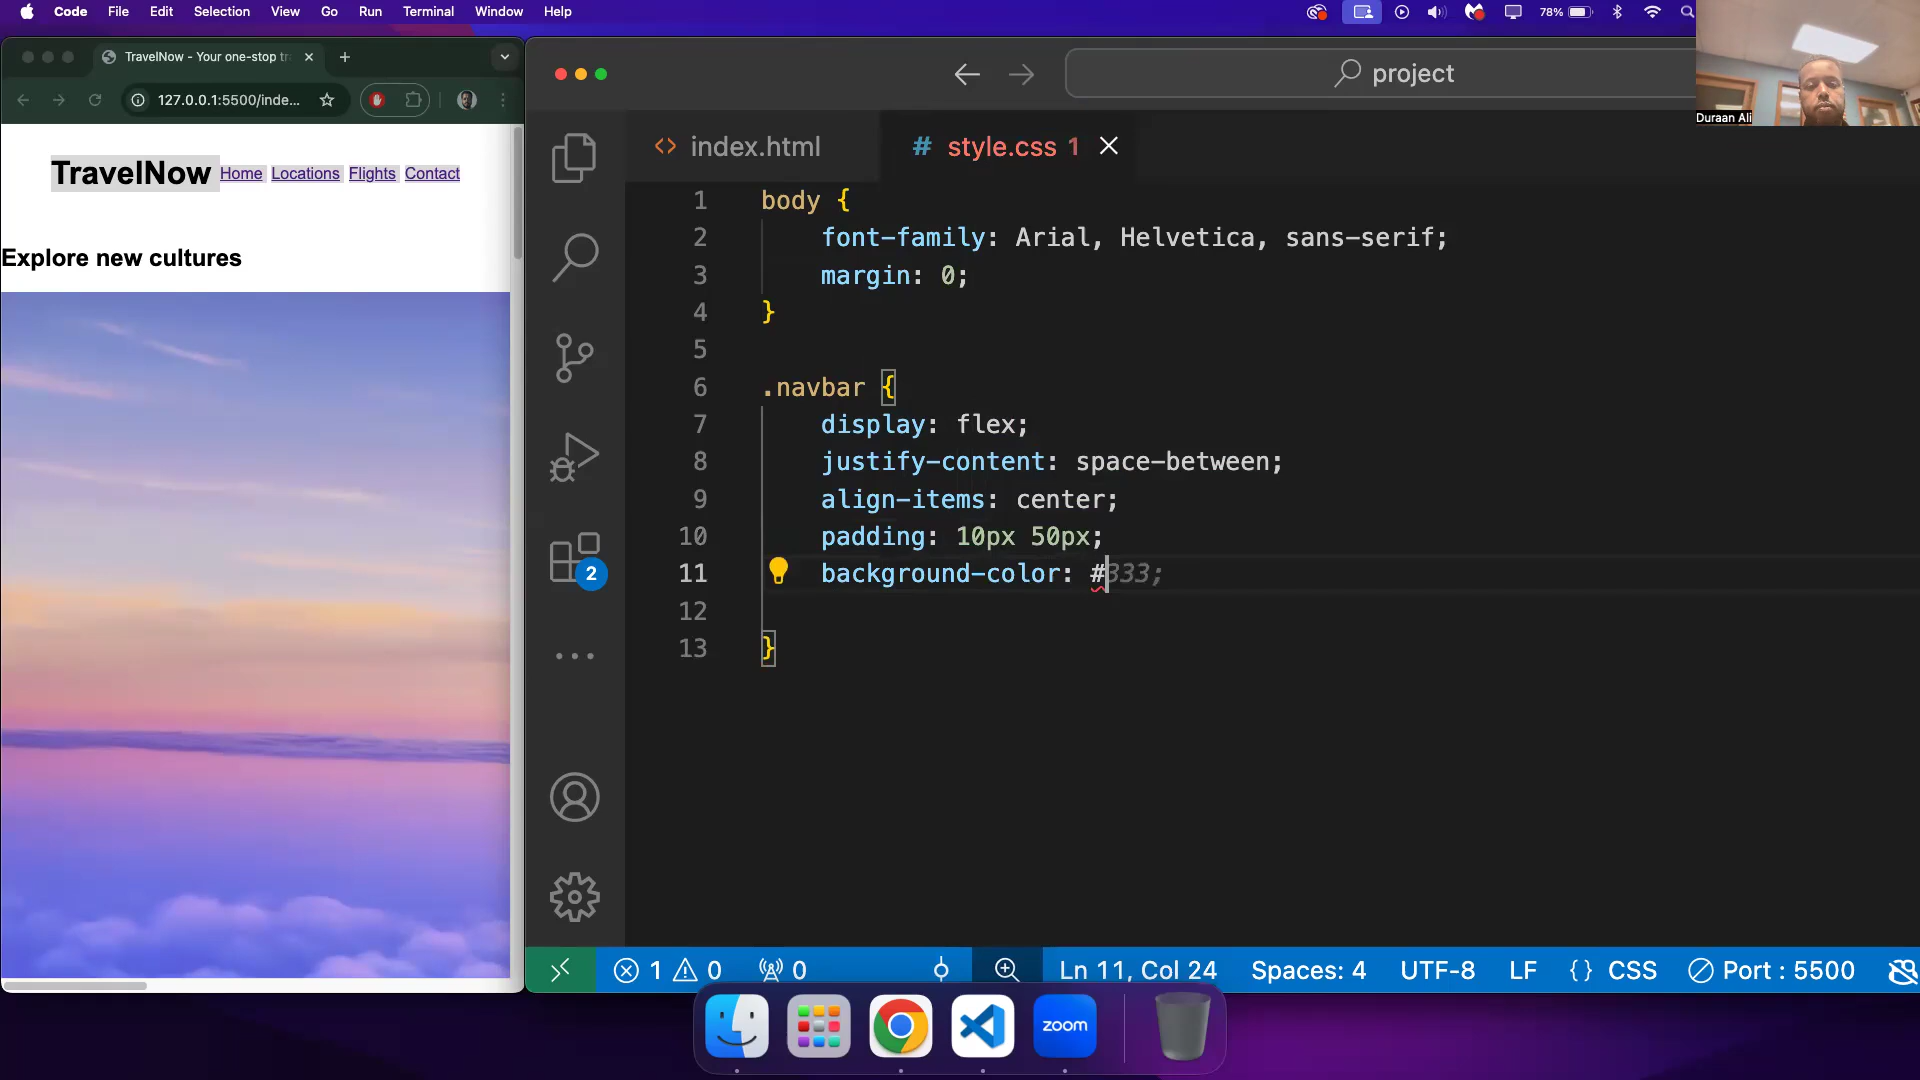 Code File Edit Selection View Go Run Terminal Window Help
78%
TravelNow - Your one-stop tr
127.0.0.1:5500/inde...
TravelNow Home Locations Flights Contact
Explore new cultures
project
Duraan Ali
index.html
# style.css 1
1 body {
2 font-family: Arial, Helvetica, sans-serif;
3 margin: 0;
4 }
5
6 .navbar {
7 display: flex;
8 justify-content: space-between;
9 align-items: center;
10 padding: 10px 50px;
11 background-color: #333;
12
13 }
2
1 0 0 Ln 11, Col 24 Spaces: 4 UTF-8 LF {} CSS Port : 5500
zoom